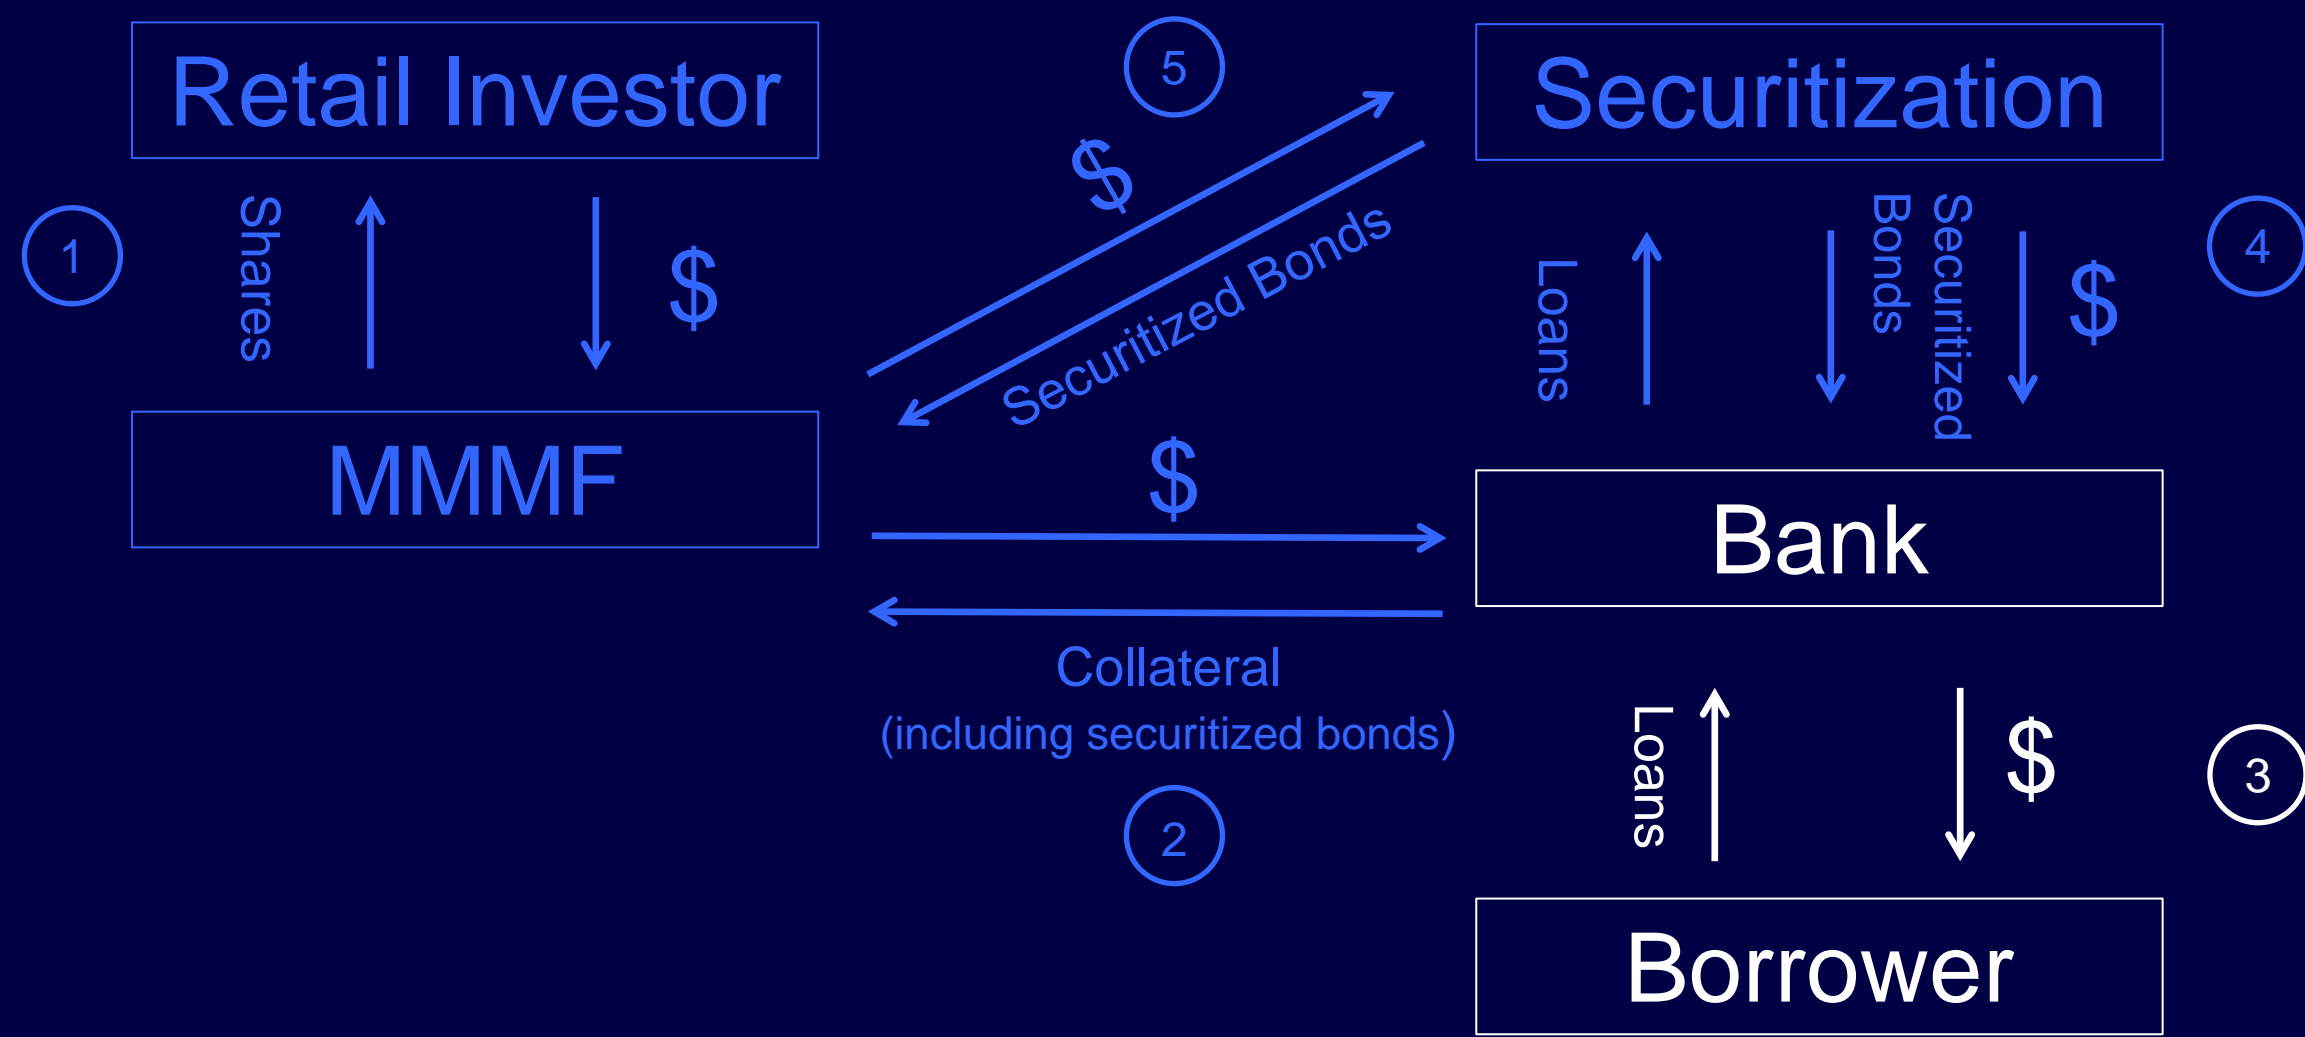 Retail Investor
5
Securitization
1
Shares
$
$
Securitized Bonds
Loans
Securitized
Bonds
$
4
MMMF
$
Bank
Collateral
(including securitized bonds)
2
Loans
$
3
Borrower